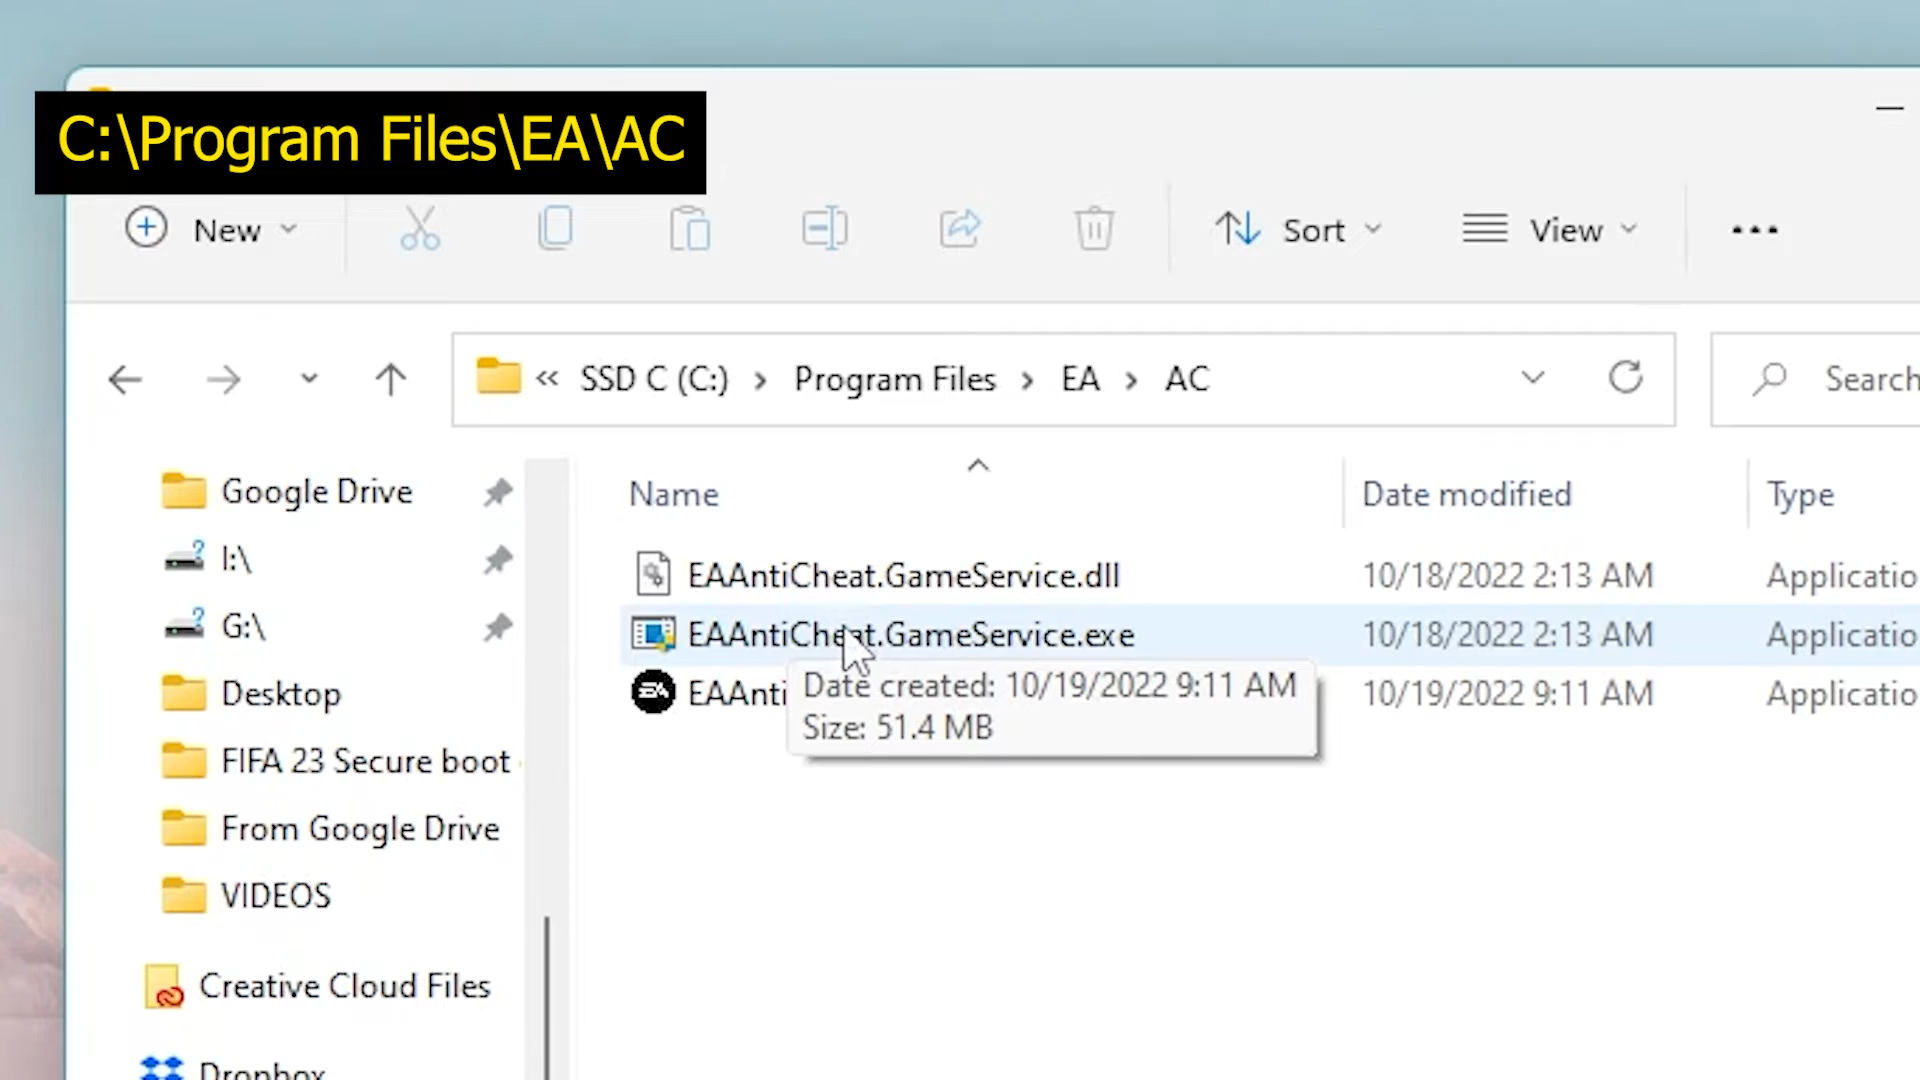 C:\Program Files\EA\AC
New
Sort
View
« SSD C (C:) > Program Files > EA > AC
Search
Google Drive
Name
Date modified
Type
I:\
EAAntiCheat.GameService.dll
10/18/2022 2:13 AM
Applicatio
G:\
EAAntiCheat.GameService.exe
10/18/2022 2:13 AM
Applicatio
Desktop
EAAnti
10/19/2022 9:11 AM
Applicatio
Date created: 10/19/2022 9:11 AM
Size: 51.4 MB
FIFA 23 Secure boot
From Google Drive
VIDEOS
Creative Cloud Files
Dropbox